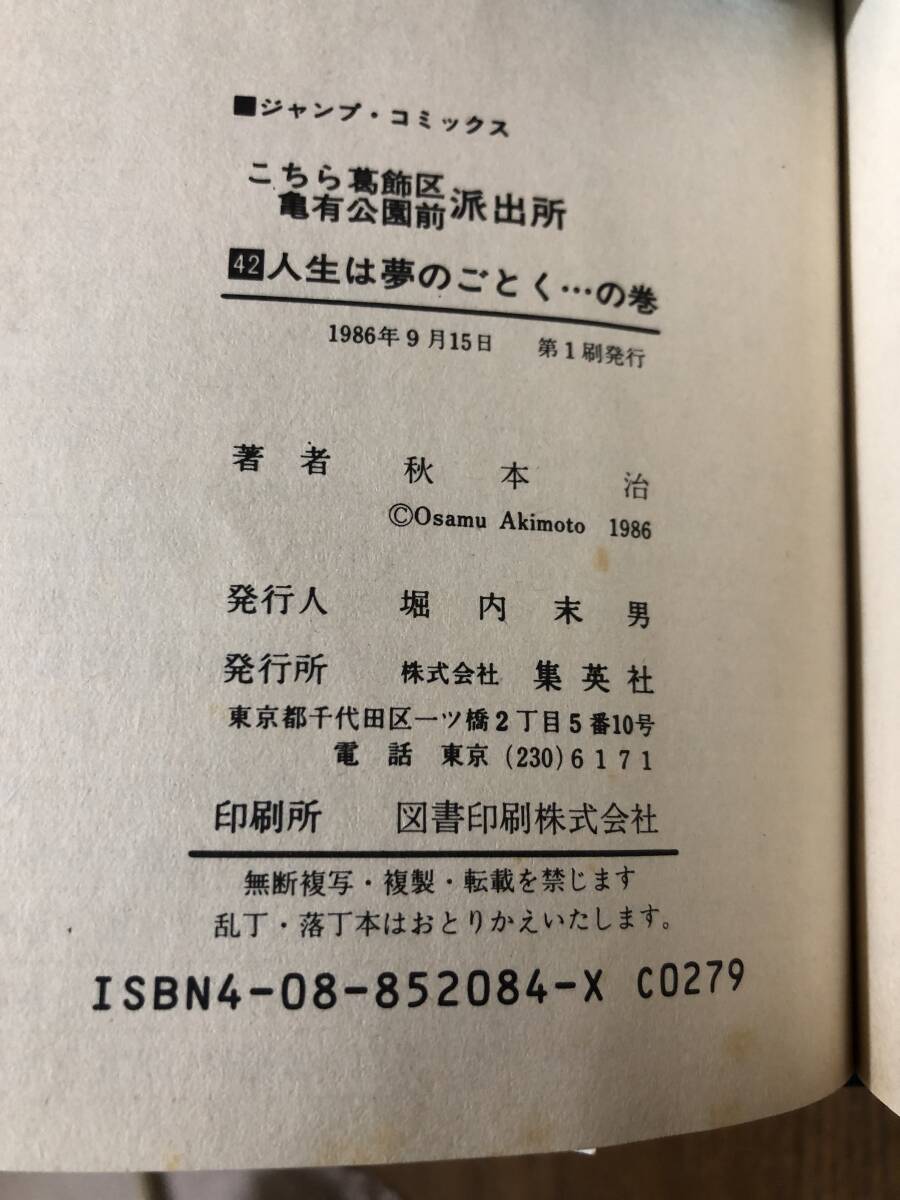 ■ジャンプ・コミックス
こちら葛飾区
亀有公園前派出所
42人生は夢のごとく…の巻
1986年9月15日 第1刷発行
著者 秋本治
©Osamu Akimoto 1986
発行人 堀内末男
発行所 株式会社 集英社
東京都千代田区一ツ橋2丁目5番10号
電話 東京(230)6171
印刷所 図書印刷株式会社
無断複写・複製・転載を禁じます
乱丁・落丁本はおとりかえいたします。
ISBN4-08-852084-X C0279